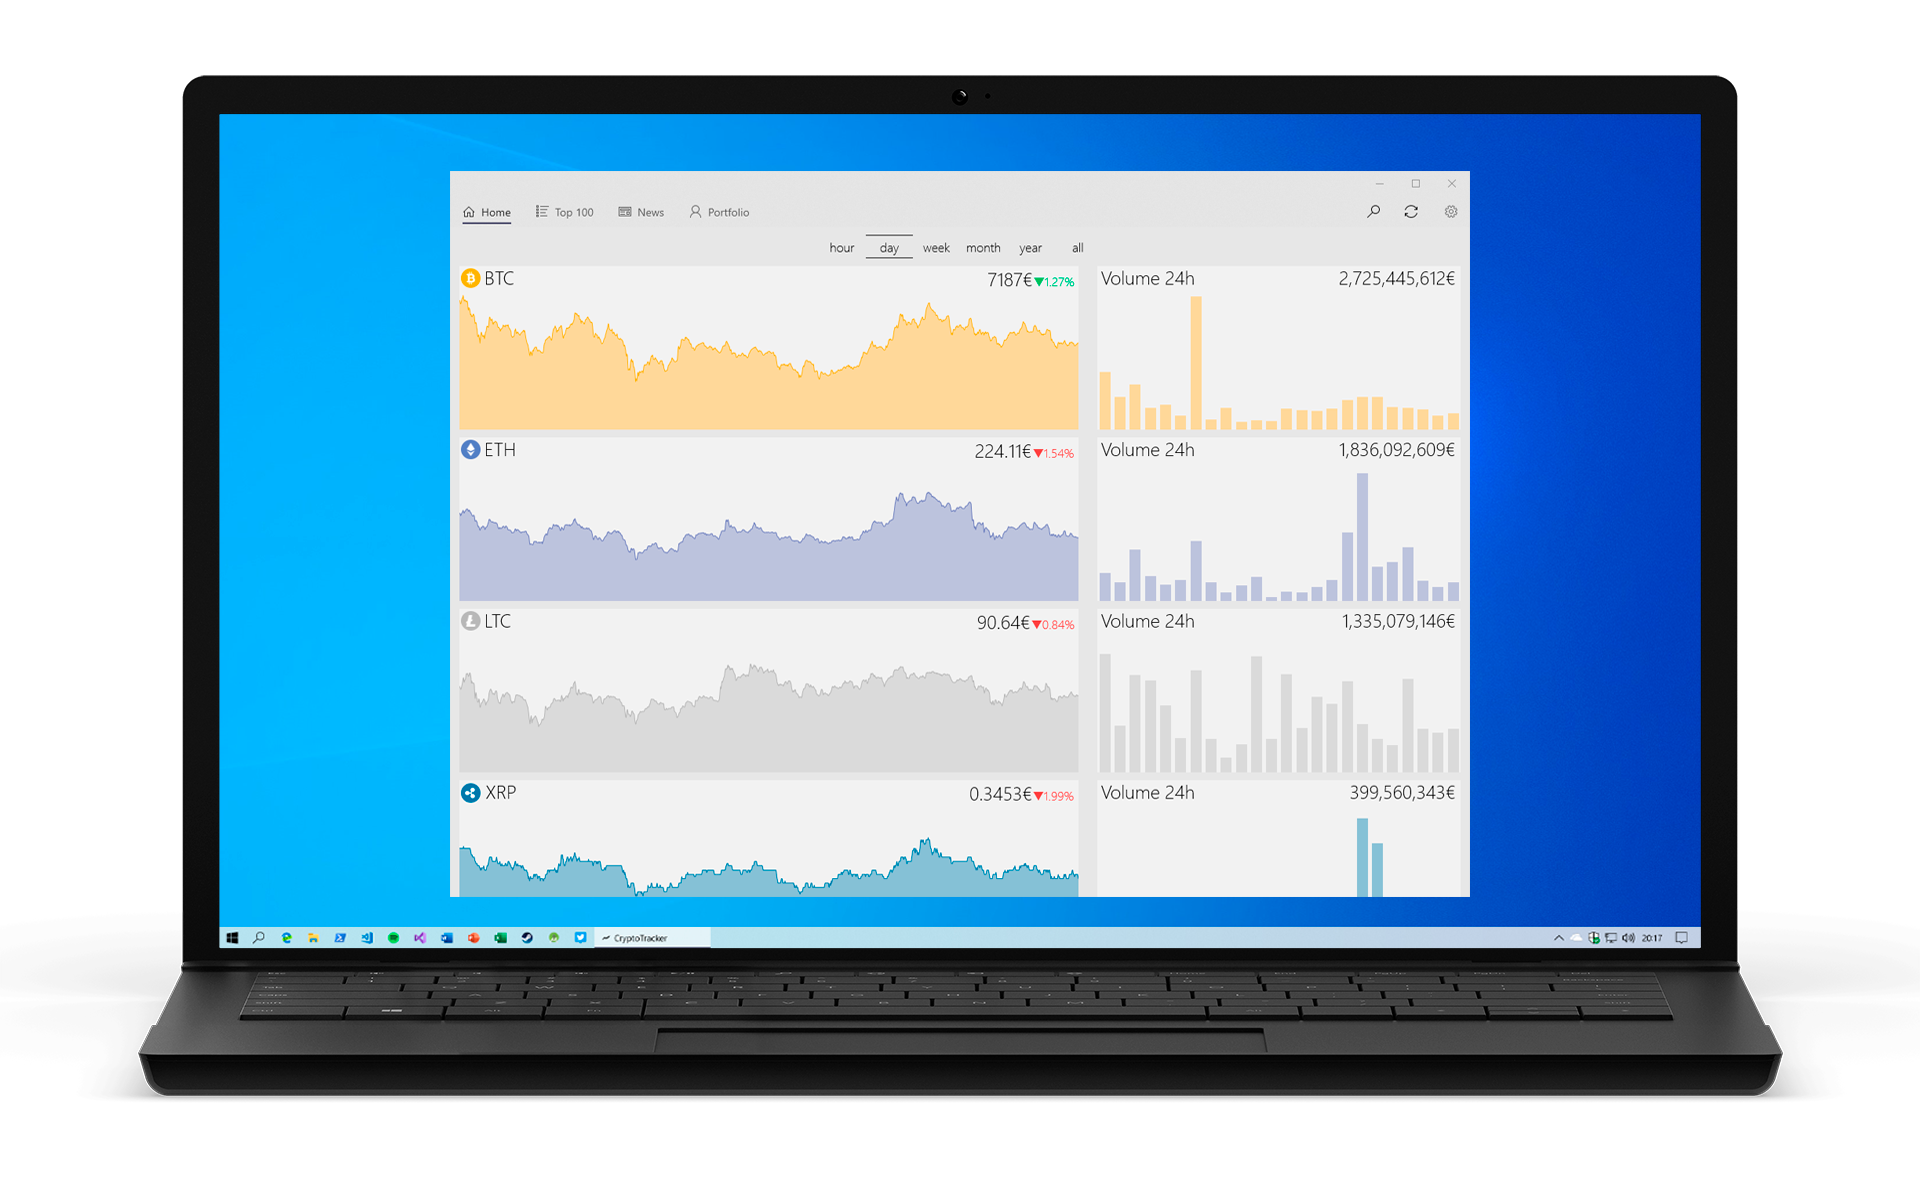 Home Top 100 News Portfolio
hour day week month year all
BTC 7187€▼1.27% Volume 24h 2,725,445,612€
ETH 224.11€▼1.54% Volume 24h 1,836,092,609€
LTC 90.64€▼0.84% Volume 24h 1,335,079,146€
XRP 0.3453€▼1.99% Volume 24h 399,560,343€
CryptoTracker 20:17